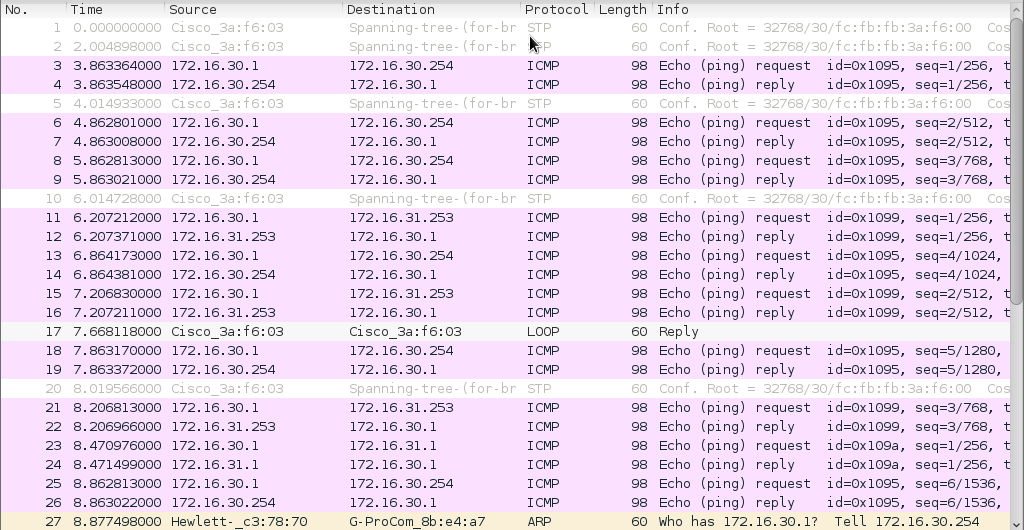 No. Time Source Destination Protocol Length Info
1 0.000000000 Cisco_3a:f6:03 Spanning-tree-(for-br STP 60 Conf. Root = 32768/30/fc:fb:fb:3a:f6:00 Cos
2 2.004898000 Cisco_3a:f6:03 Spanning-tree-(for-br STP 60 Conf. Root = 32768/30/fc:fb:fb:3a:f6:00 Cos
3 3.863364000 172.16.30.1 172.16.30.254 ICMP 98 Echo (ping) request id=0x1095, seq=1/256, t
4 3.863548000 172.16.30.254 172.16.30.1 ICMP 98 Echo (ping) reply id=0x1095, seq=1/256, t
5 4.014933000 Cisco_3a:f6:03 Spanning-tree-(for-br STP 60 Conf. Root = 32768/30/fc:fb:fb:3a:f6:00 Cos
6 4.862801000 172.16.30.1 172.16.30.254 ICMP 98 Echo (ping) request id=0x1095, seq=2/512, t
7 4.863008000 172.16.30.254 172.16.30.1 ICMP 98 Echo (ping) reply id=0x1095, seq=2/512, t
8 5.862813000 172.16.30.1 172.16.30.254 ICMP 98 Echo (ping) request id=0x1095, seq=3/768, t
9 5.863021000 172.16.30.254 172.16.30.1 ICMP 98 Echo (ping) reply id=0x1095, seq=3/768, t
10 6.014728000 Cisco_3a:f6:03 Spanning-tree-(for-br STP 60 Conf. Root = 32768/30/fc:fb:fb:3a:f6:00 Cos
11 6.207212000 172.16.30.1 172.16.31.253 ICMP 98 Echo (ping) request id=0x1099, seq=1/256, t
12 6.207371000 172.16.31.253 172.16.30.1 ICMP 98 Echo (ping) reply id=0x1099, seq=1/256, t
13 6.864173000 172.16.30.1 172.16.30.254 ICMP 98 Echo (ping) request id=0x1095, seq=4/1024,
14 6.864381000 172.16.30.254 172.16.30.1 ICMP 98 Echo (ping) reply id=0x1095, seq=4/1024,
15 7.206830000 172.16.30.1 172.16.31.253 ICMP 98 Echo (ping) request id=0x1099, seq=2/512, t
16 7.207211000 172.16.31.253 172.16.30.1 ICMP 98 Echo (ping) reply id=0x1099, seq=2/512, t
17 7.668118000 Cisco_3a:f6:03 Cisco_3a:f6:03 LOOP 60 Reply
18 7.863170000 172.16.30.1 172.16.30.254 ICMP 98 Echo (ping) request id=0x1095, seq=5/1280,
19 7.863372000 172.16.30.254 172.16.30.1 ICMP 98 Echo (ping) reply id=0x1095, seq=5/1280,
20 8.019566000 Cisco_3a:f6:03 Spanning-tree-(for-br STP 60 Conf. Root = 32768/30/fc:fb:fb:3a:f6:00 Cos
21 8.206813000 172.16.30.1 172.16.31.253 ICMP 98 Echo (ping) request id=0x1099, seq=3/768, t
22 8.206966000 172.16.31.253 172.16.30.1 ICMP 98 Echo (ping) reply id=0x1099, seq=3/768, t
23 8.470976000 172.16.30.1 172.16.31.1 ICMP 98 Echo (ping) request id=0x109a, seq=1/256, t
24 8.471499000 172.16.31.1 172.16.30.1 ICMP 98 Echo (ping) reply id=0x109a, seq=1/256, t
25 8.862813000 172.16.30.1 172.16.30.254 ICMP 98 Echo (ping) request id=0x1095, seq=6/1536,
26 8.863022000 172.16.30.254 172.16.30.1 ICMP 98 Echo (ping) reply id=0x1095, seq=6/1536,
27 8.877498000 Hewlett-_c3:78:70 G-ProCom_8b:e4:a7 ARP 60 Who has 172.16.30.1? Tell 172.16.30.254